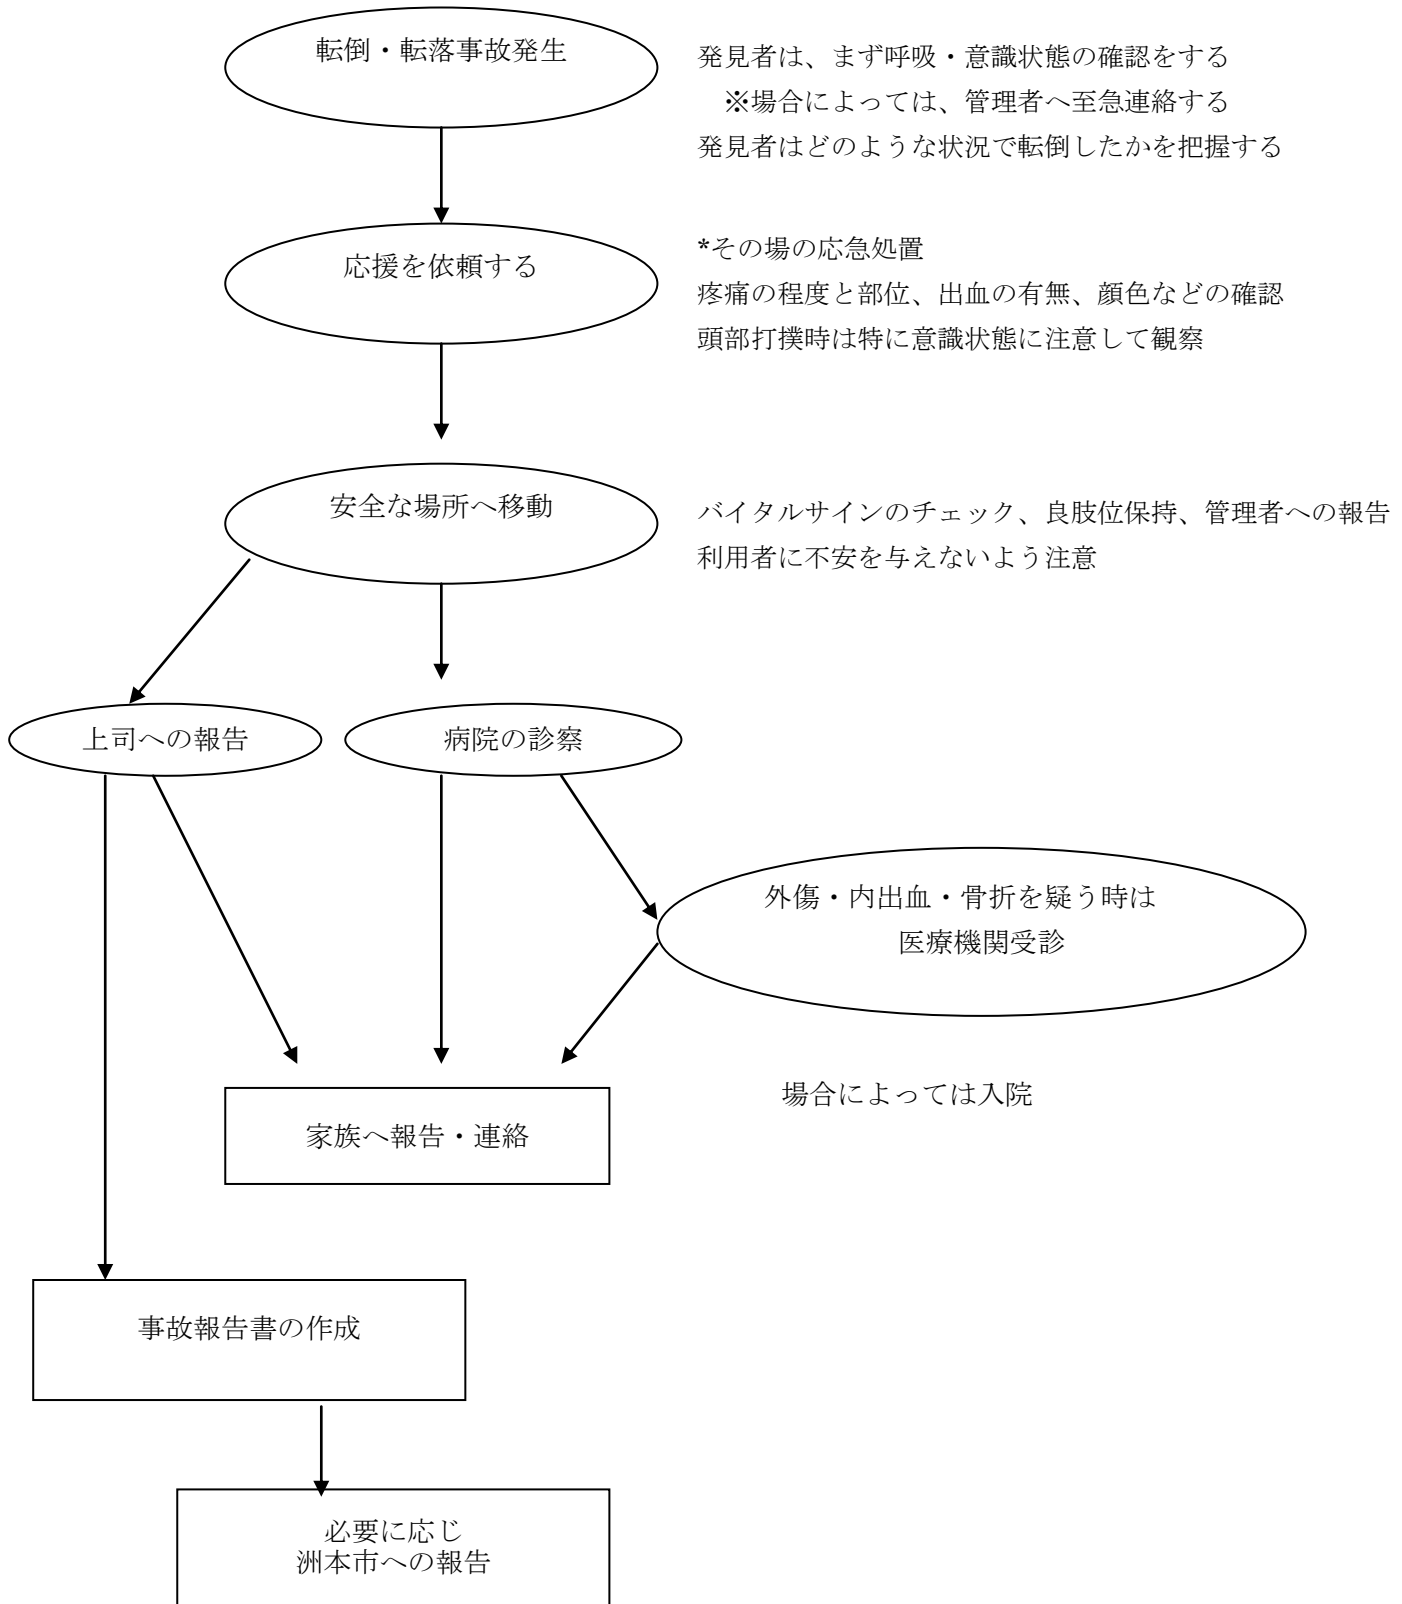 転倒・転落事故発生
発見者は、まず呼吸・意識状態の確認をする
※場合によっては、管理者へ至急連絡する
発見者はどのような状況で転倒したかを把握する
応援を依頼する
*その場の応急処置
疼痛の程度と部位、出血の有無、顔色などの確認
頭部打撲時は特に意識状態に注意して観察
安全な場所へ移動
バイタルサインのチェック、良肢位保持、管理者への報告
利用者に不安を与えないよう注意
上司への報告
病院の診察
外傷・内出血・骨折を疑う時は
医療機関受診
場合によっては入院
家族へ報告・連絡
事故報告書の作成
必要に応じ
洲本市への報告